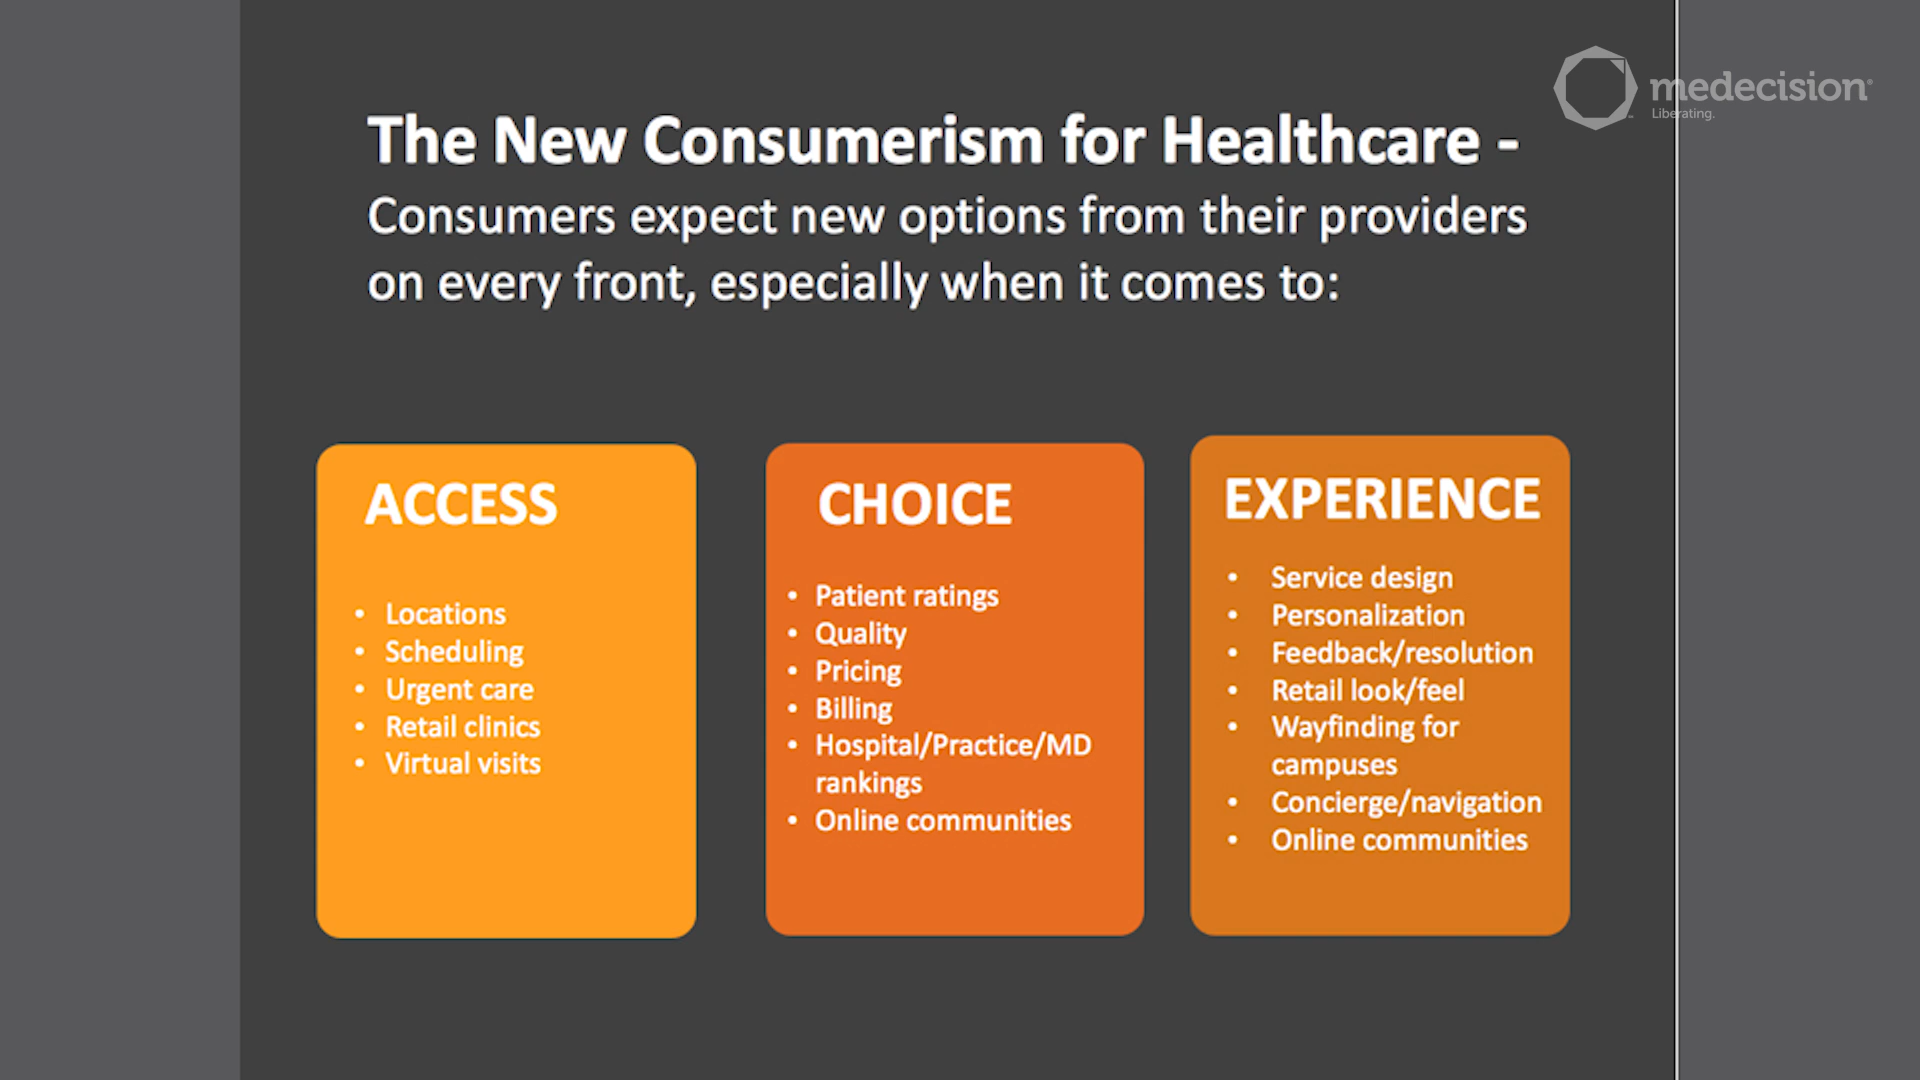 medecision®
Liberating.
The New Consumerism for Healthcare -
Consumers expect new options from their providers
on every front, especially when it comes to:
ACCESS
• Locations
• Scheduling
• Urgent care
• Retail clinics
• Virtual visits
CHOICE
• Patient ratings
• Quality
• Pricing
• Billing
• Hospital/Practice/MD
rankings
• Online communities
EXPERIENCE
• Service design
• Personalization
• Feedback/resolution
• Retail look/feel
• Wayfinding for
campuses
• Concierge/navigation
• Online communities